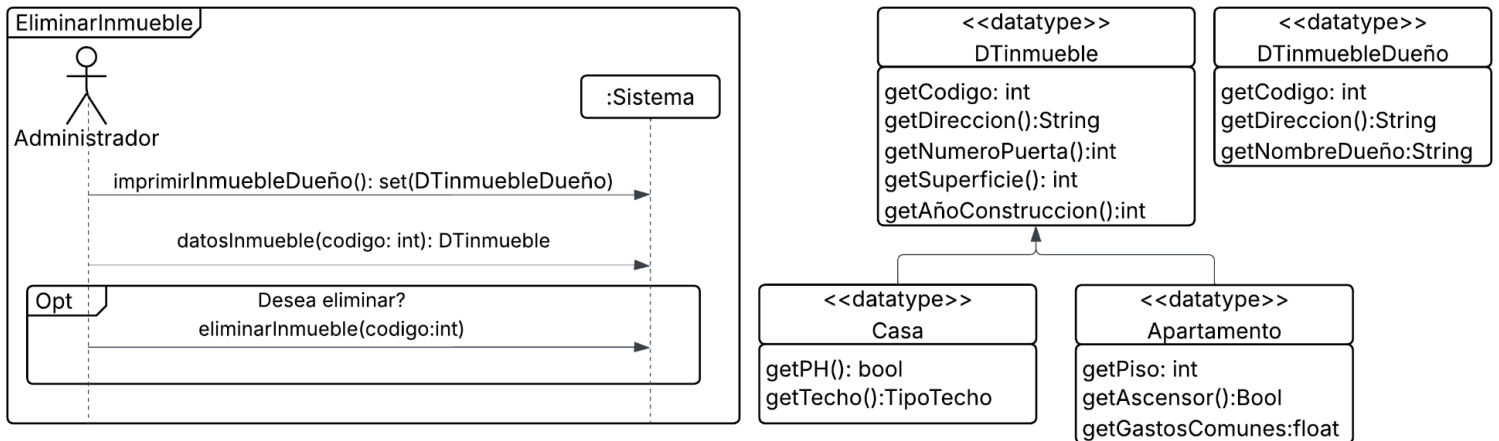 EliminarInmueble
Administrador
:Sistema
imprimirInmuebleDueño(): set(DTinmuebleDueño)
datosInmueble(codigo: int): DTinmueble
Opt
Desea eliminar?
eliminarInmueble(codigo:int)
<<datatype>>
DTinmueble
getCodigo: int
getDireccion():String
getNumeroPuerta():int
getSuperficie(): int
getAñoConstruccion():int
<<datatype>>
DTinmuebleDueño
getCodigo: int
getDireccion():String
getNombreDueño:String
<<datatype>>
Casa
getPH(): bool
getTecho():TipoTecho
<<datatype>>
Apartamento
getPiso: int
getAscensor():Bool
getGastosComunes:float